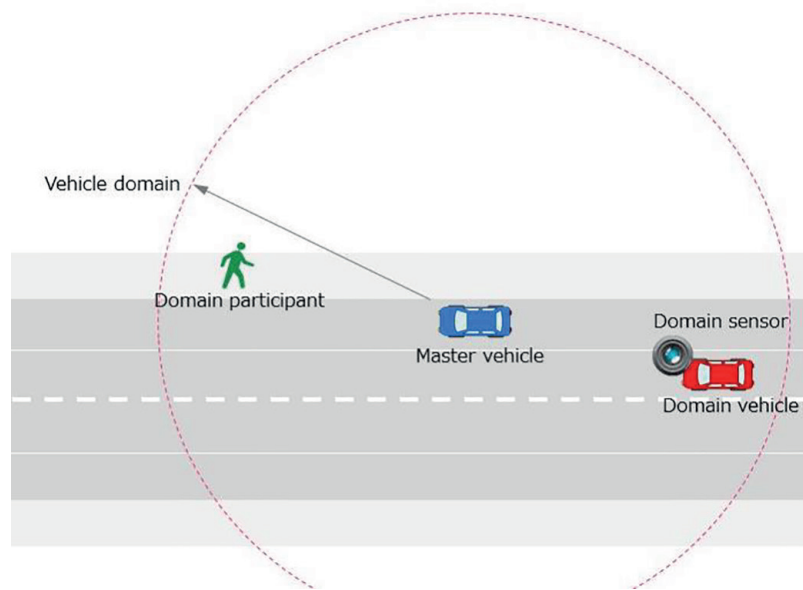 Vehicle domain
Domain participant
Domain sensor
Master vehicle
Domain vehicle